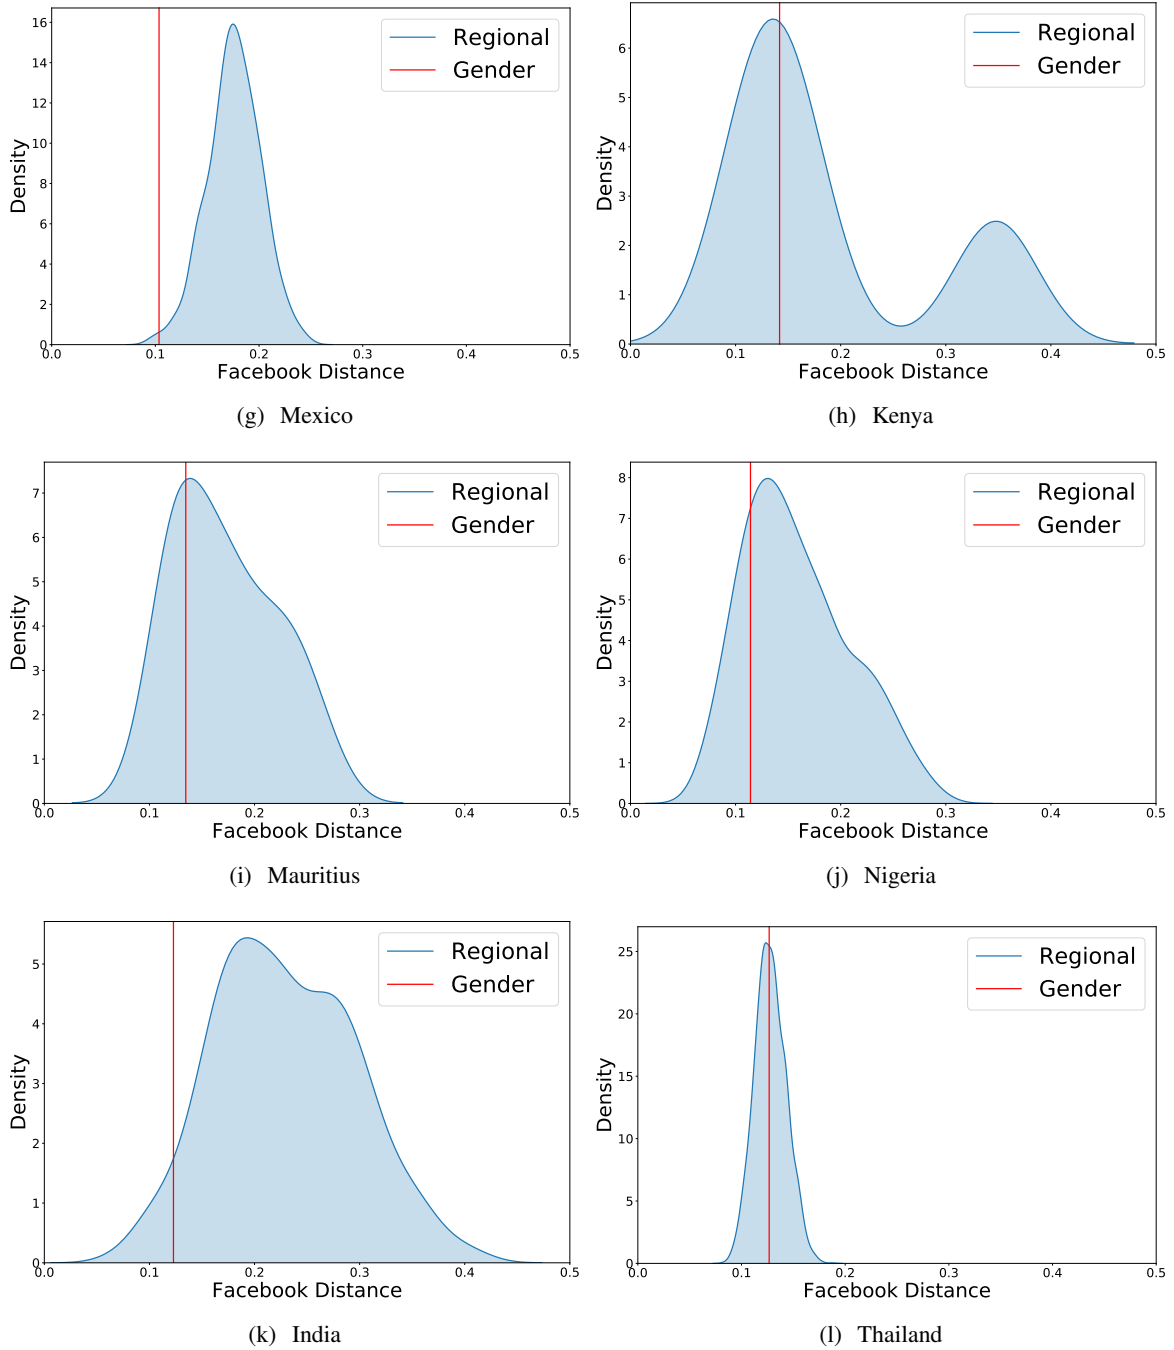 16
14
12
10
8
6
4
2
0
Density
0.0 0.1 0.2 0.3 0.4 0.5
Facebook Distance
Regional
Gender
(g) Mexico
6
5
4
3
2
1
0
Density
0.0 0.1 0.2 0.3 0.4 0.5
Facebook Distance
Regional
Gender
(h) Kenya
7
6
5
4
3
2
1
0
Density
0.0 0.1 0.2 0.3 0.4 0.5
Facebook Distance
Regional
Gender
(i) Mauritius
8
7
6
5
4
3
2
1
0
Density
0.0 0.1 0.2 0.3 0.4 0.5
Facebook Distance
Regional
Gender
(j) Nigeria
5
4
3
2
1
0
Density
0.0 0.1 0.2 0.3 0.4 0.5
Facebook Distance
Regional
Gender
(k) India
25
20
15
10
5
0
Density
0.0 0.1 0.2 0.3 0.4 0.5
Facebook Distance
Regional
Gender
(l) Thailand